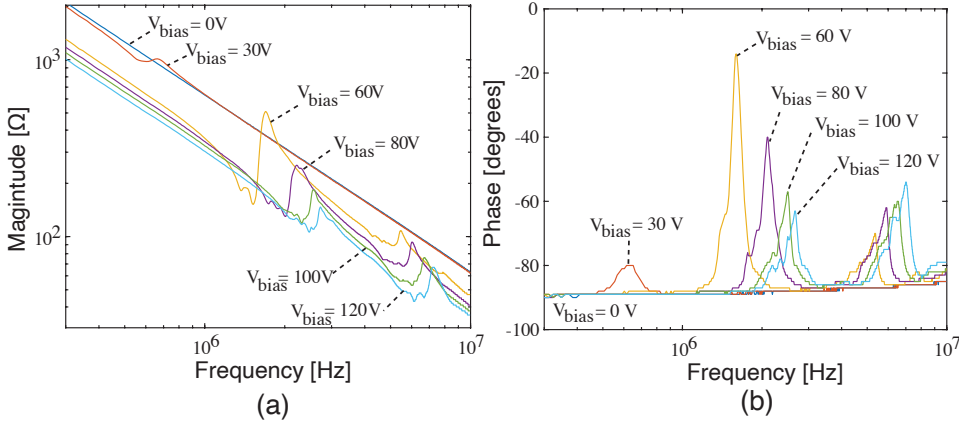 V_bias= 0V
V_bias= 30V
V_bias= 60V
V_bias= 80V
V_bias= 100V
V_bias= 120V
10^3
10^2
Magintude [Ω]
10^6
10^7
Frequency [Hz]
(a)
0
-20
-40
-60
-80
-100
Phase [degrees]
V_bias= 60 V
V_bias= 80 V
V_bias= 100 V
V_bias= 120 V
V_bias= 30 V
V_bias= 0 V
10^6
10^7
Frequency [Hz]
(b)